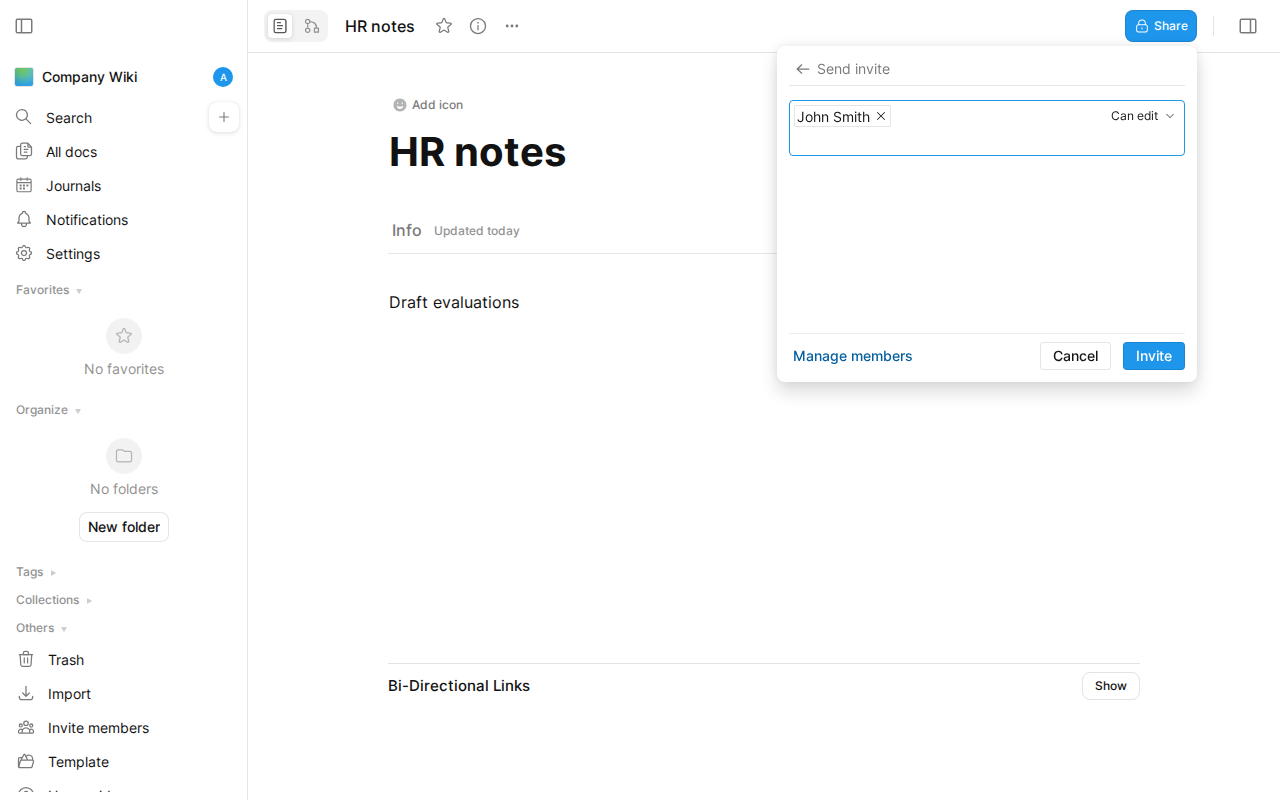 Company Wiki
A
Search
All docs
Journals
Notifications
Settings
Favorites
No favorites
Organize
No folders
New folder
Tags
Collections
Others
Trash
Import
Invite members
Template
HR notes
Share
Add icon
HR notes
Info
Updated today
Draft evaluations
Send invite
John Smith
Can edit
Manage members
Cancel
Invite
Bi-Directional Links
Show